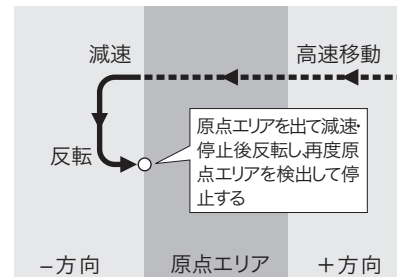 減速
高速移動
原点エリアを出て減速・
停止後反転し、再度原
点エリアを検出して停
止する
反転
−方向
原点エリア
+方向